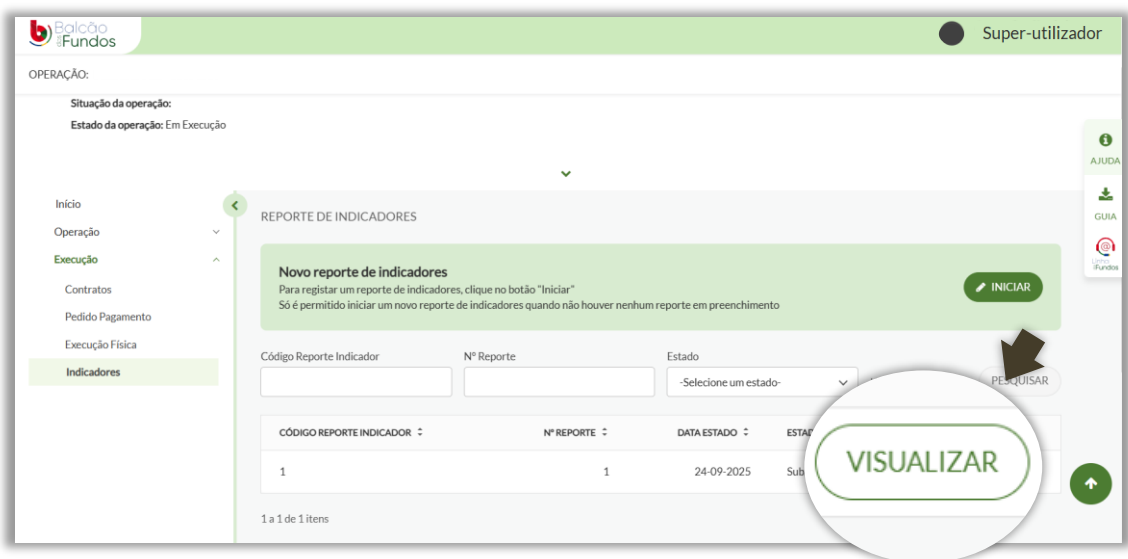 Balcão
dos Fundos
Super-utilizador
OPERAÇÃO:
Situação da operação:
Estado da operação: Em Execução
AJUDA
GUIA
Linha
dos Fundos
Início
Operação
Execução
Contratos
Pedido Pagamento
Execução Física
Indicadores
REPORTE DE INDICADORES
Novo reporte de indicadores
Para registar um reporte de indicadores, clique no botão "Iniciar"
Só é permitido iniciar um novo reporte de indicadores quando não houver nenhum reporte em preenchimento
INICIAR
Código Reporte Indicador Nº Reporte Estado
-Selecione um estado- PESQUISAR
CÓDIGO REPORTE INDICADOR Nº REPORTE DATA ESTADO
1 1 24-09-2025
VISUALIZAR
1 a 1 de 1 itens